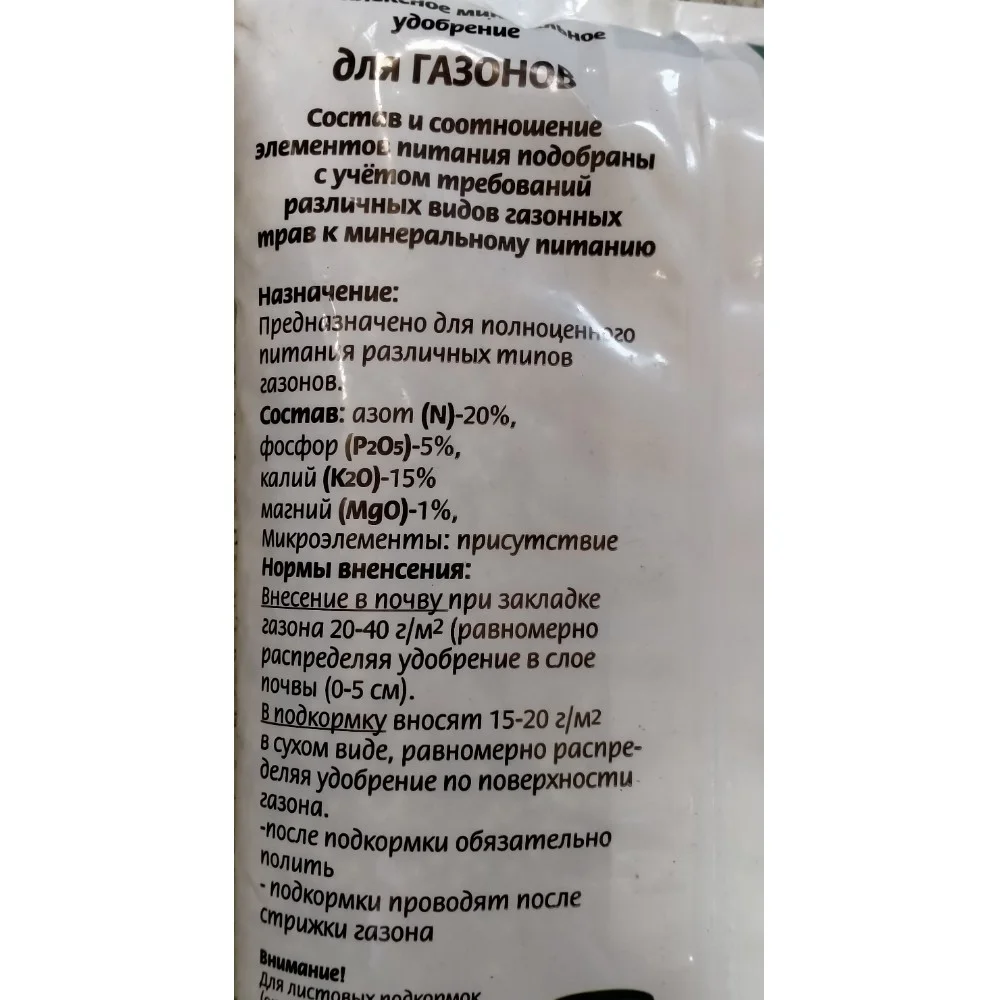 удобрение
для ГАЗОНОВ
Состав и соотношение
элементов питания подобраны
с учётом требований
различных видов газонных
трав к минеральному питанию
Назначение:
Предназначено для полноценного
питания различных типов
газонов.
Состав: азот (N)-20%,
фосфор (P2O5)-5%,
калий (K2O)-15%
магний (MgO)-1%,
Микроэлементы: присутствие
Нормы вненсения:
Внесение в почву при закладке
газона 20-40 г/м2 (равномерно
распределяя удобрение в слое
почвы (0-5 см).
В подкормку вносят 15-20 г/м2
в сухом виде, равномерно распре-
деляя удобрение по поверхности
газона.
-после подкормки обязательно
полить
- подкормки проводят после
стрижки газона
Внимание!
Для листовых подкормок